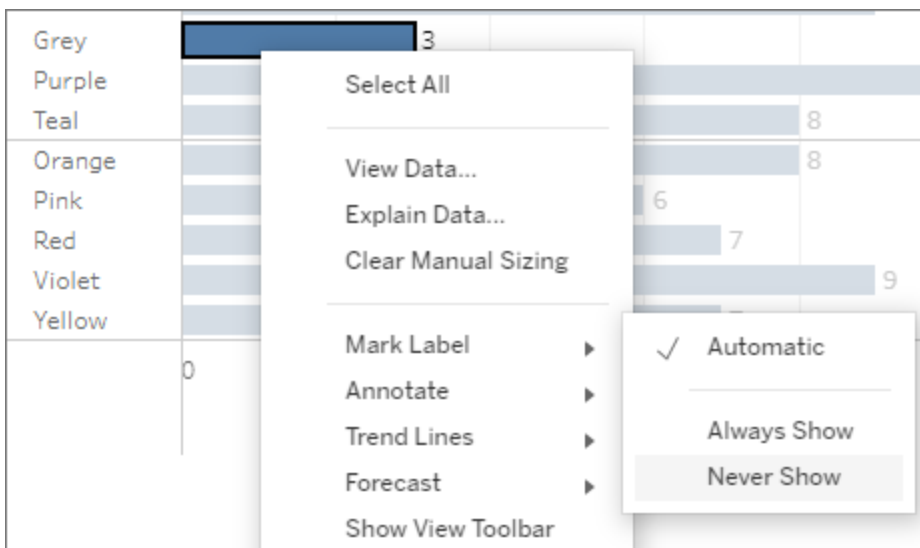 Grey 3
Purple
Teal 8
Orange 8
Pink 6
Red 7
Violet 9
Yellow
0
Select All
View Data...
Explain Data...
Clear Manual Sizing
Mark Label
Annotate
Trend Lines
Forecast
Show View Toolbar
Automatic
Always Show
Never Show